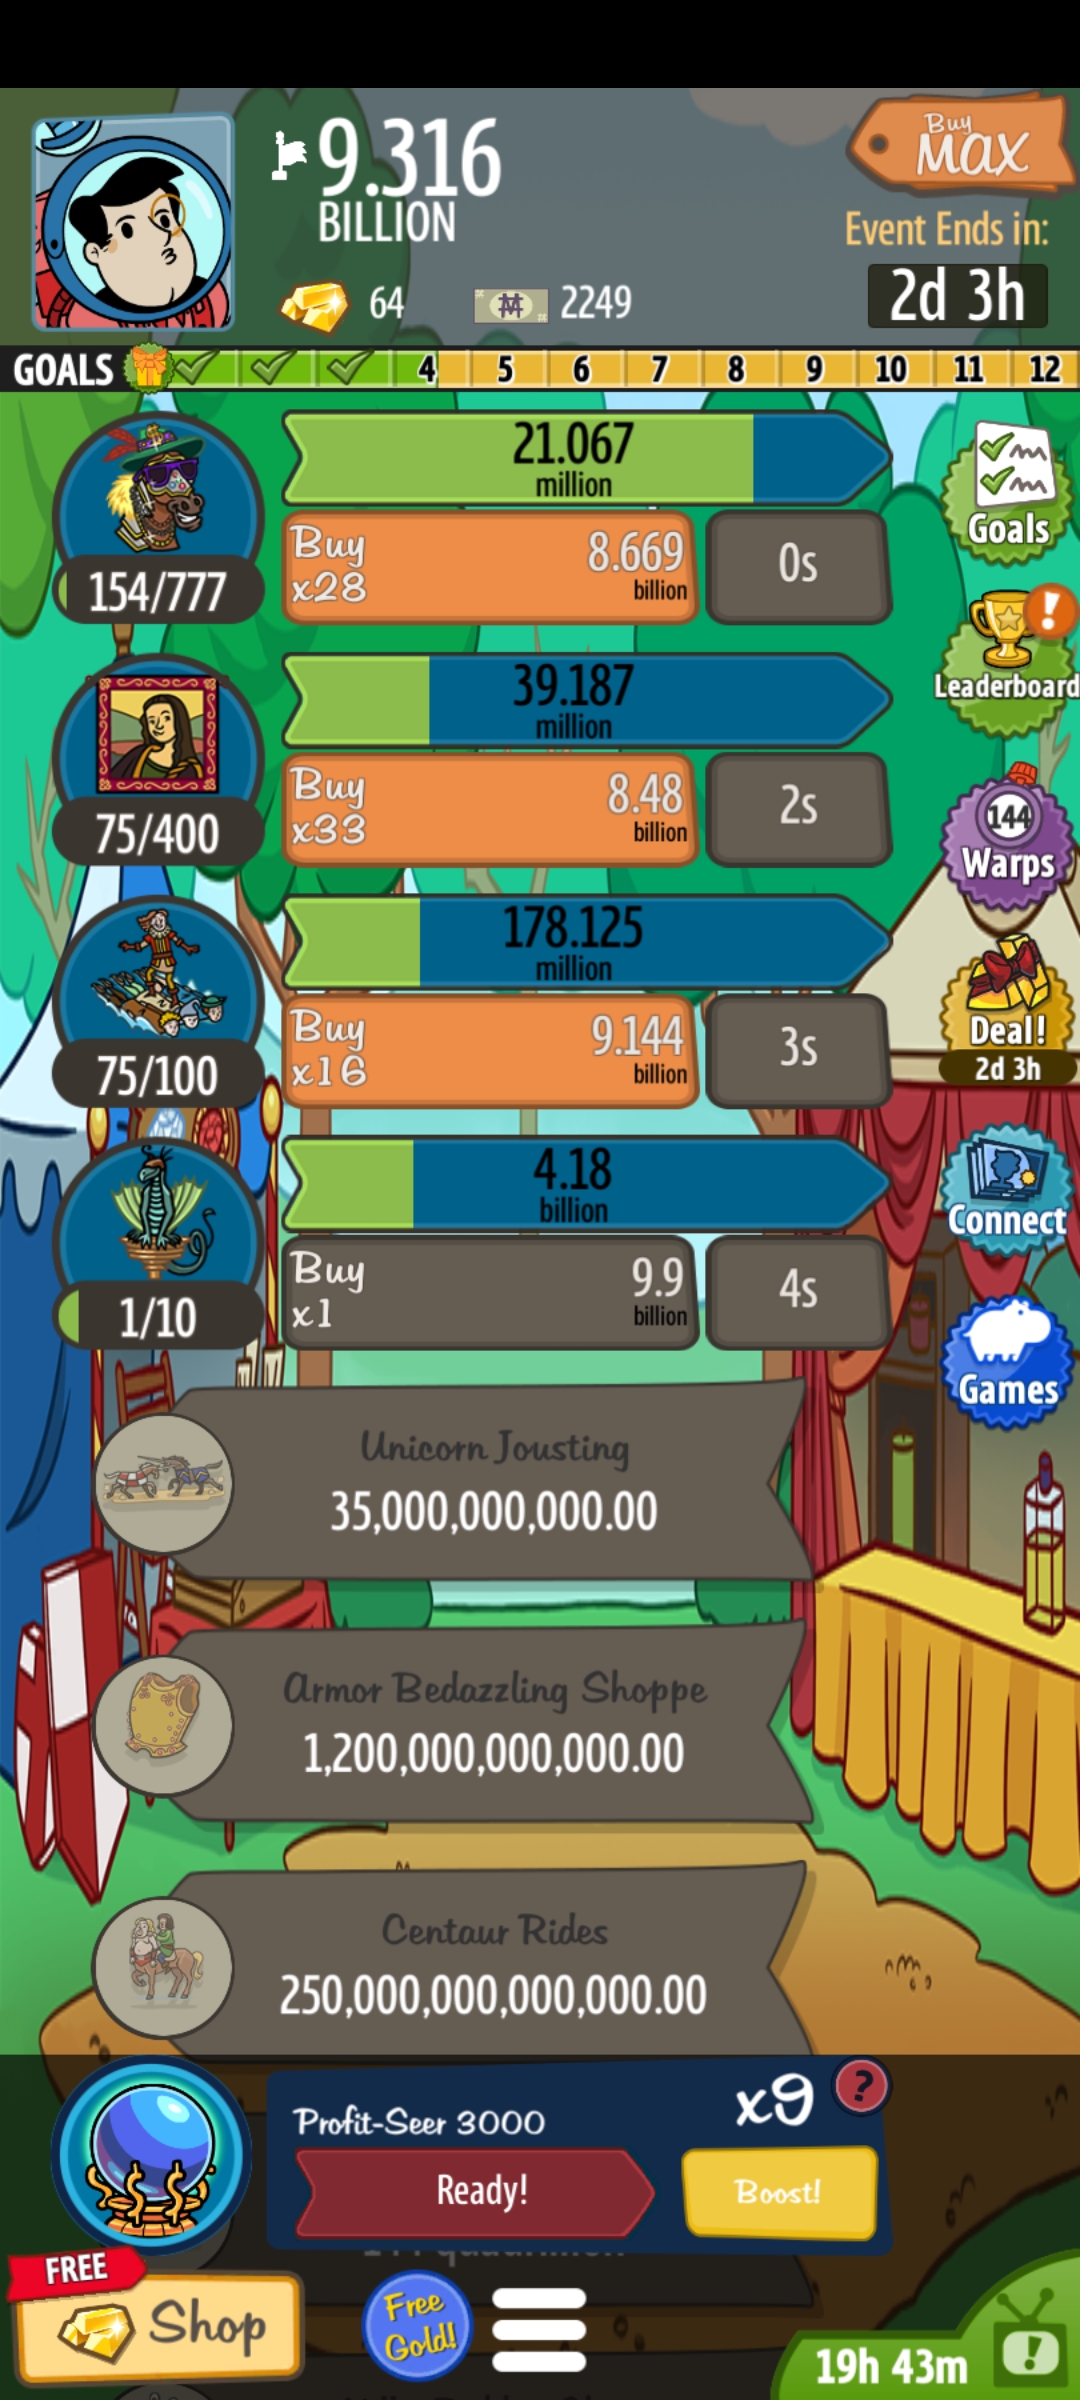 9.316
BILLION
Buy
MAX
Event Ends in:
2d 3h
64
2249
GOALS 4 5 6 7 8 9 10 11 12
21.067
million
Buy
x28
8.669
billion
0s
154/777
Goals
39.187
million
Buy
x33
8.48
billion
2s
75/400
Leaderboard
144
Warps
178.125
million
Buy
x16
9.144
billion
3s
75/100
Deal!
2d 3h
4.18
billion
Buy
x1
9.9
billion
4s
1/10
Connect
Games
Unicorn Jousting
35,000,000,000.00
Armor Bedazzling Shoppe
1,200,000,000,000.00
Centaur Rides
250,000,000,000,000.00
Profit-Seer 3000
x9
?
Ready!
Boost!
FREE
Shop
Free
Gold!
19h 43m